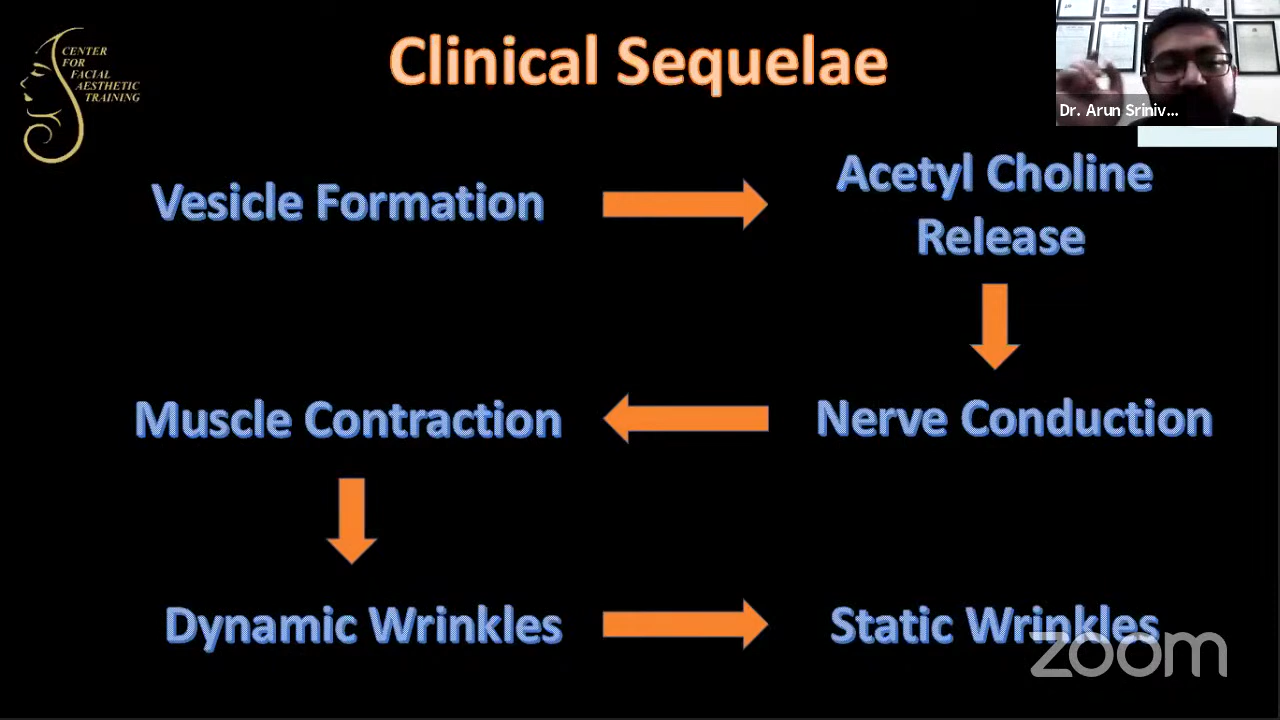 CENTER
FOR
FACIAL
AESTHETIC
TRAINING
Clinical Sequelae
Dr. Arun Sriniv...
Vesicle Formation
Acetyl Choline
Release
Muscle Contraction
Nerve Conduction
Dynamic Wrinkles
Static Wrinkles
zoom